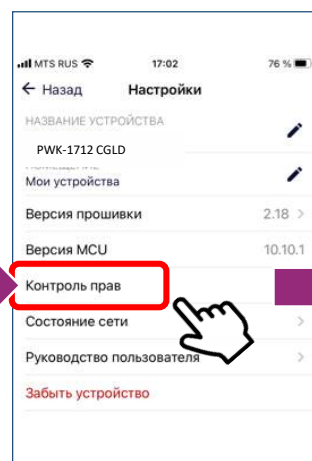 MTS RUS 17:02 76 %
← Назад Настройки
НАЗВАНИЕ УСТРОЙСТВА
PWK-1712 CGLD
Мои устройства
Версия прошивки 2.18 >
Версия MCU 10.10.1
Контроль прав
Состояние сети >
Руководство пользователя >
Забыть устройство